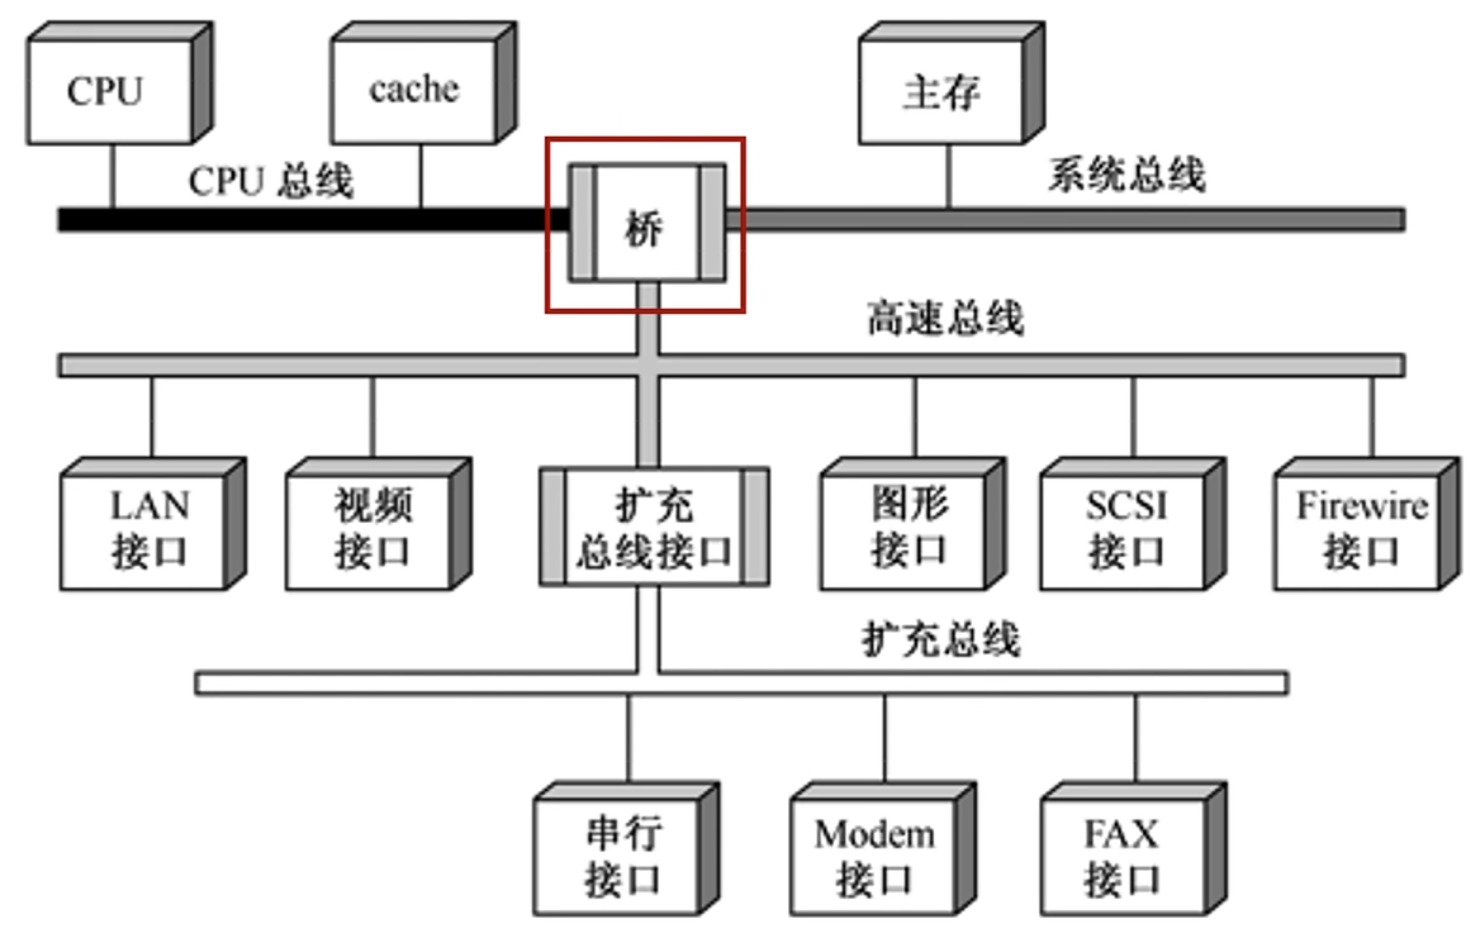 CPU
cache
主存
CPU 总线
系统总线
桥
高速总线
LAN
接口
视频
接口
扩充
总线接口
图形
接口
SCSI
接口
Firewire
接口
扩充总线
串行
接口
Modem
接口
FAX
接口